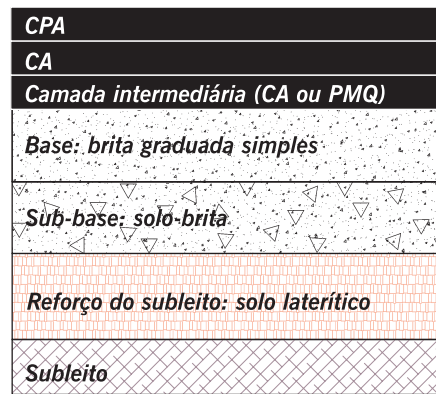 CPA
CA
Camada intermediária (CA ou PMQ)
Base: brita graduada simples
Sub-base: solo-brita
Reforço do subleito: solo laterítico
Subleito